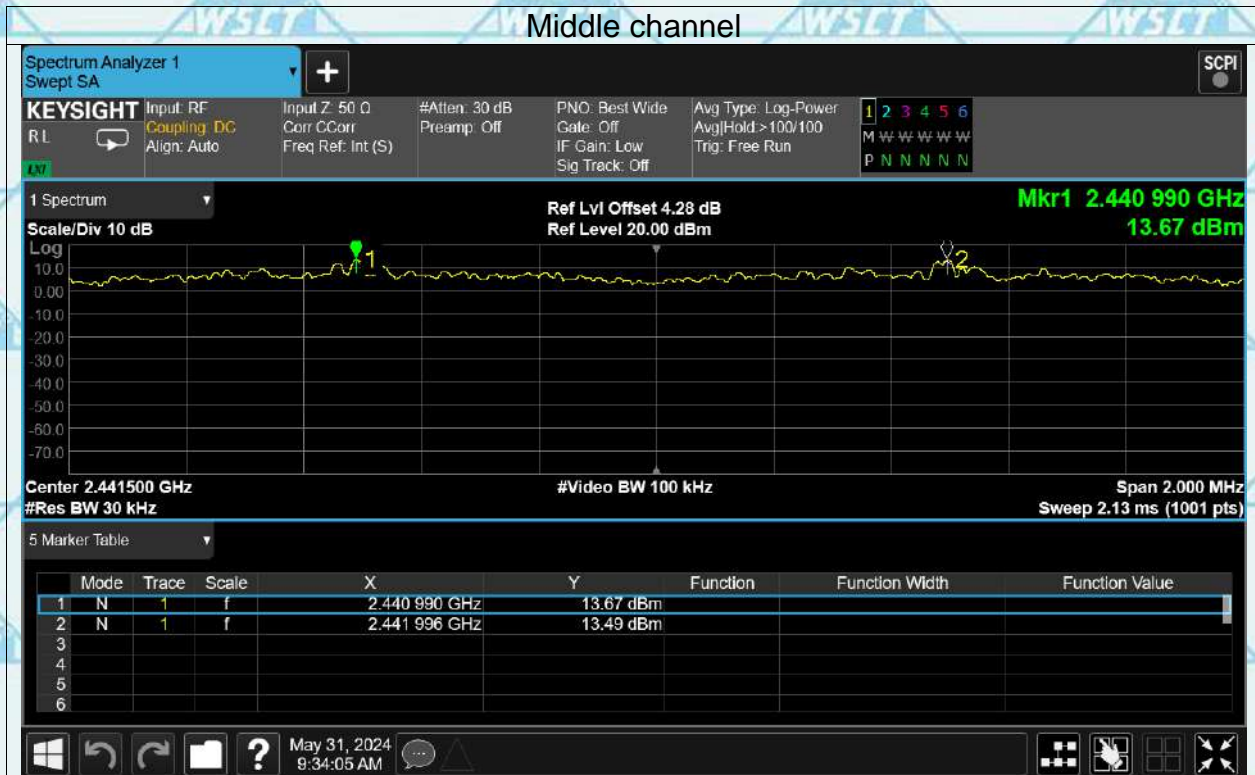 WSCT WSCT WSCT WSCT
Middle channel
Spectrum Analyzer 1
Swept SA
+
SCPI
KEYSIGHT Input: RF Input Z: 50 Ω #Atten: 30 dB PNO: Best Wide Avg Type: Log-Power 1 2 3 4 5 6
RL Coupling: DC Corr CCorr Preamp: Off Gate: Off Avg|Hold:>100/100 M W W W W W
Align: Auto Freq Ref: Int (S) IF Gain: Low Trig: Free Run
LXI Sig Track: Off P N N N N N
1 Spectrum
Ref Lvl Offset 4.28 dB Mkr1 2.440 990 GHz
Scale/Div 10 dB Ref Level 20.00 dBm 13.67 dBm
Log
1 2
10.0
0.00
-10.0
-20.0
-30.0
-40.0
-50.0
-60.0
-70.0
Center 2.441500 GHz #Video BW 100 kHz Span 2.000 MHz
#Res BW 30 kHz Sweep 2.13 ms (1001 pts)
5 Marker Table
Mode Trace Scale X Y Function Function Width Function Value
1 N 1 f 2.440 990 GHz 13.67 dBm
2 N 1 f 2.441 996 GHz 13.49 dBm
3
4
5
6
? May 31, 2024
9:34:05 AM